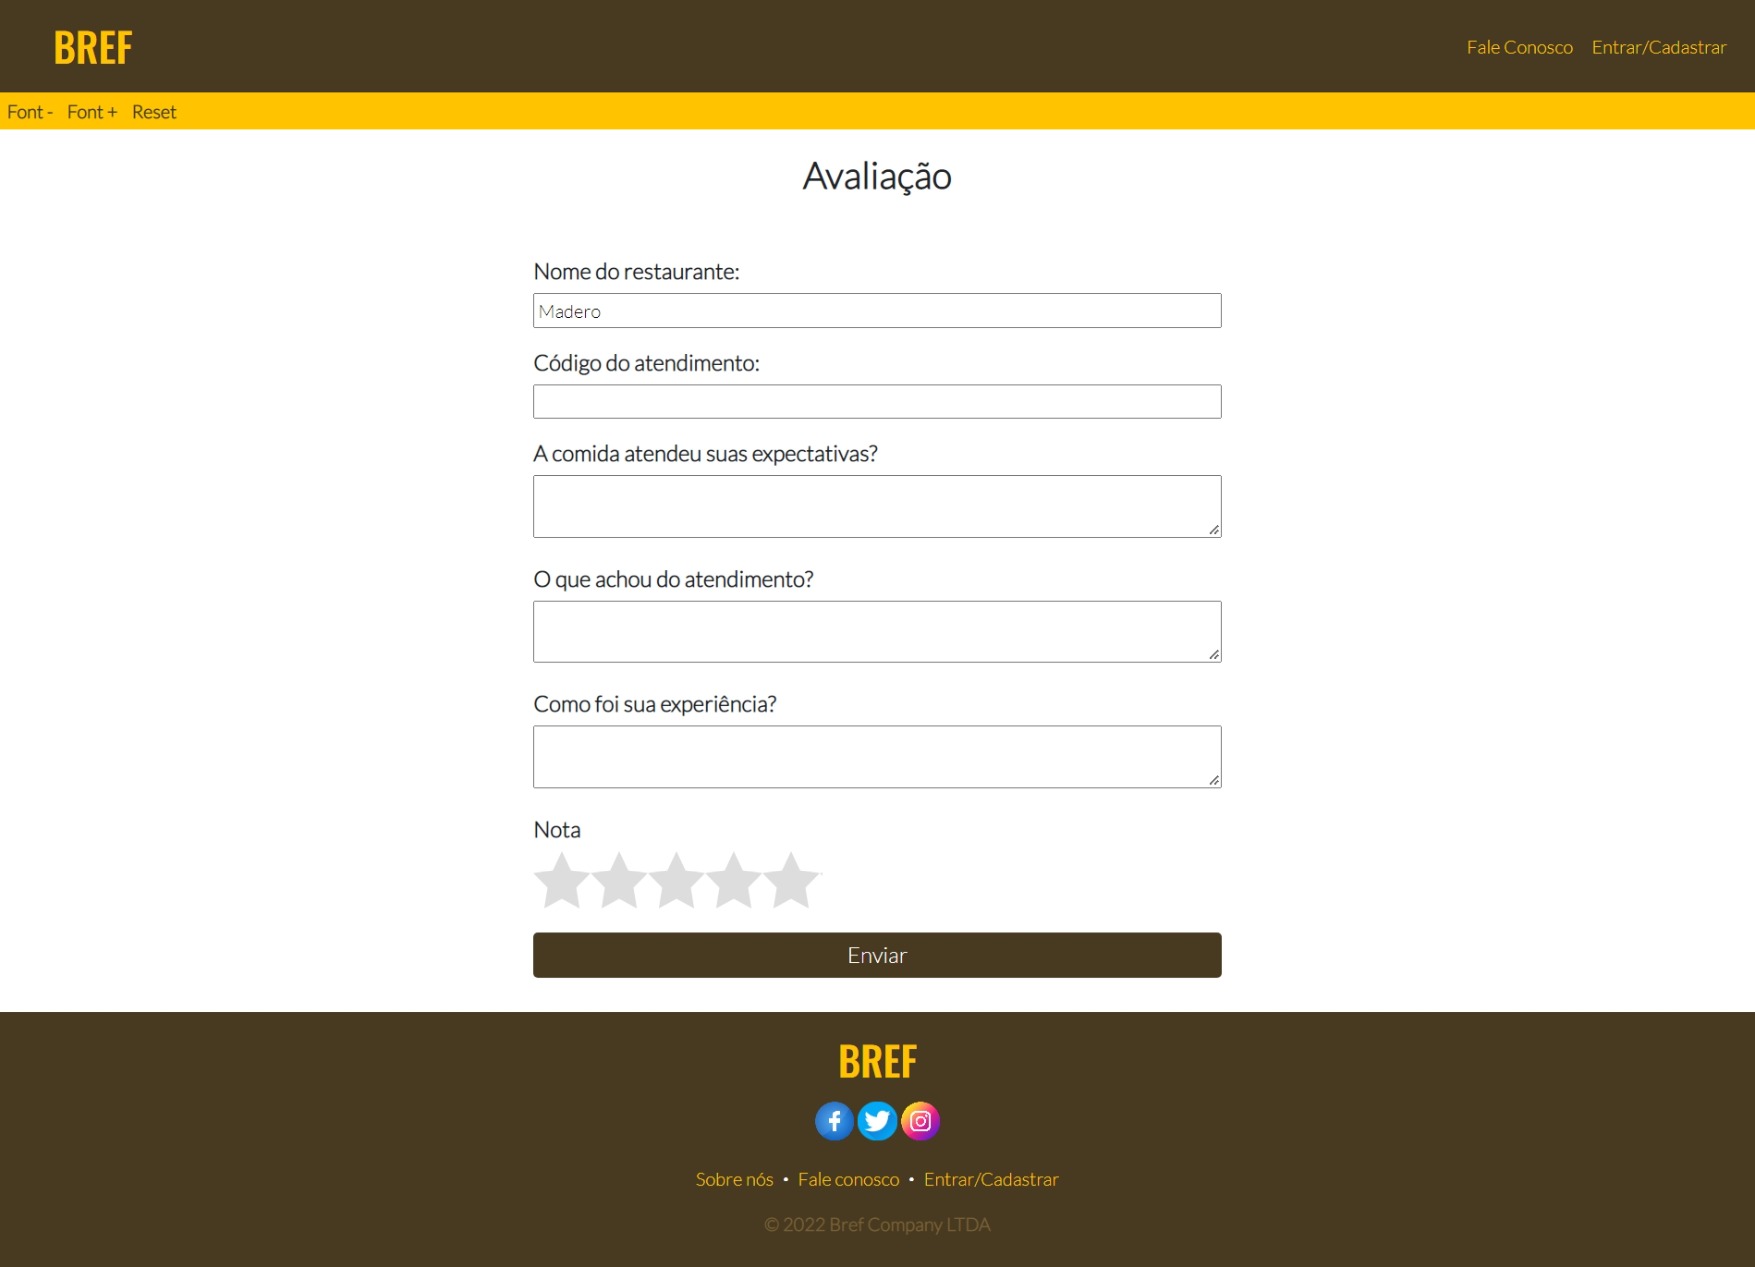 BREF
Fale Conosco Entrar/Cadastrar
Font - Font + Reset
Avaliação
Nome do restaurante:
Madero
Código do atendimento:
A comida atendeu suas expectativas?
O que achou do atendimento?
Como foi sua experiência?
Nota
Enviar
BREF
Sobre nós • Fale conosco • Entrar/Cadastrar
© 2022 Bref Company LTDA